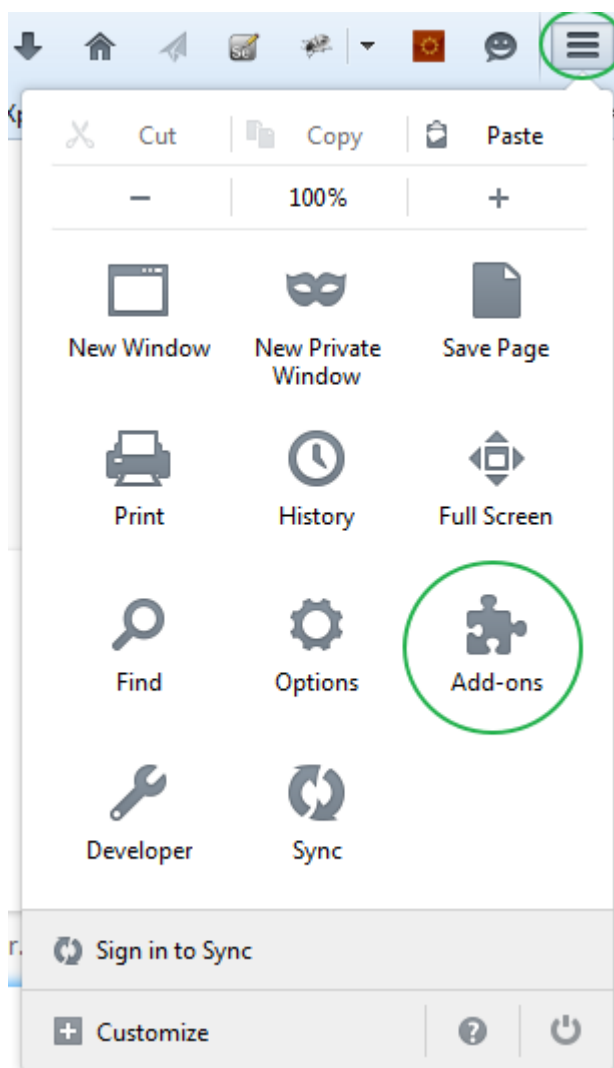 Se
Cut Copy Paste
100%
New Window New Private Window Save Page
Print History Full Screen
Find Options Add-ons
Developer Sync
Sign in to Sync
Customize